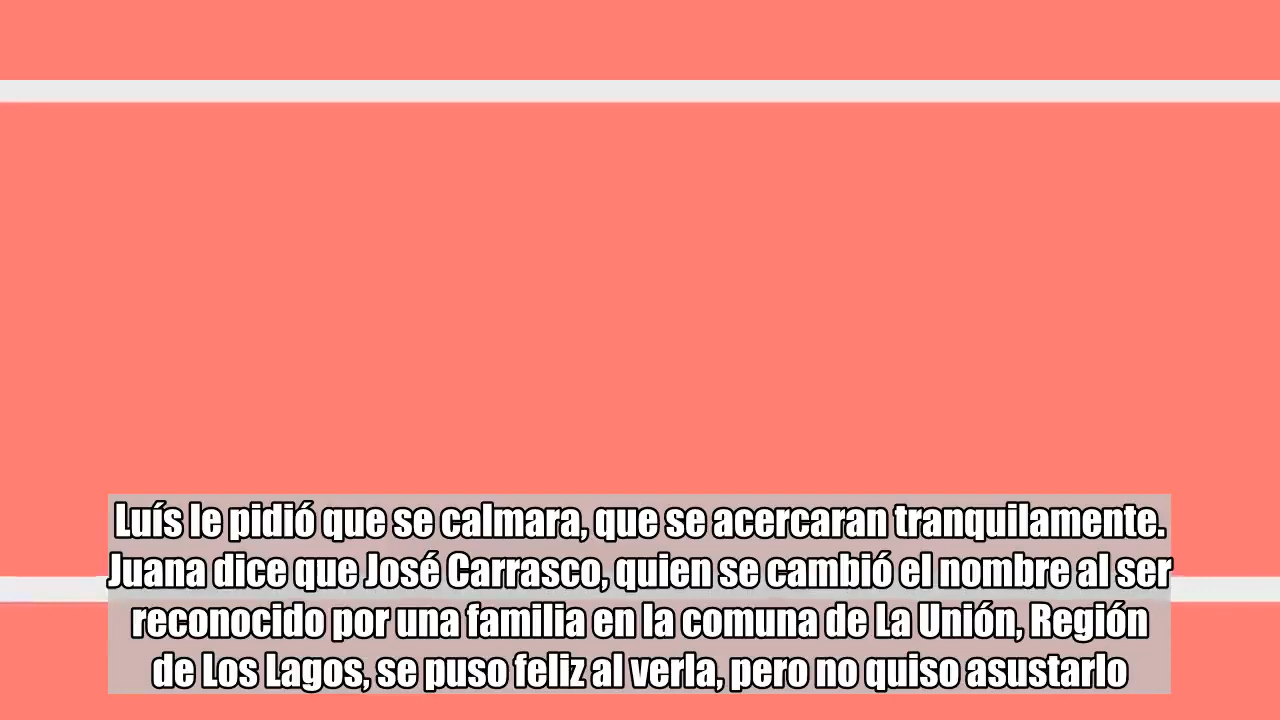 Luís le pidió que se calmara, que se acercaran tranquilamente.
Juana dice que José Carrasco, quien se cambió el nombre al ser
reconocido por una familia en la comuna de La Unión, Región
de Los Lagos, se puso feliz al verla, pero no quiso asustarlo